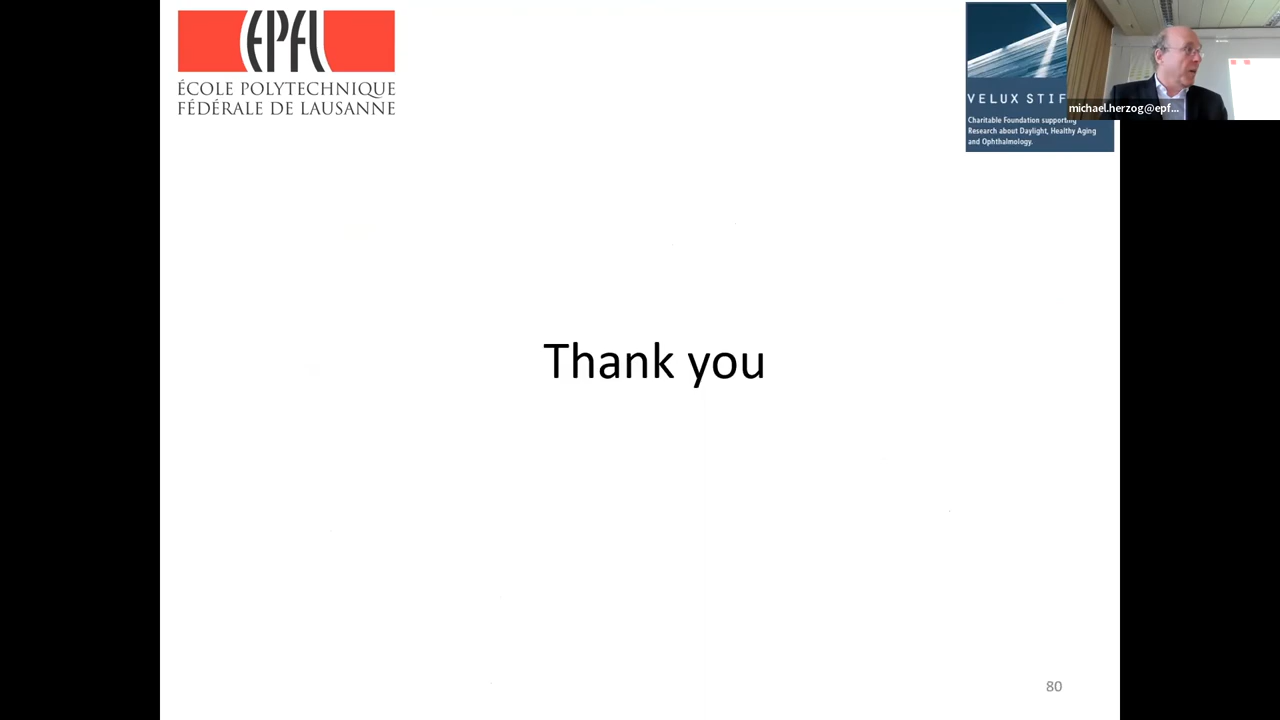 EPFL
ÉCOLE POLYTECHNIQUE
FÉDÉRALE DE LAUSANNE
VELUX STIF
michael.herzog@epf...
Charitable Foundation supporting
Research about Daylight, Healthy Aging
and Ophthalmology.
Thank you
80